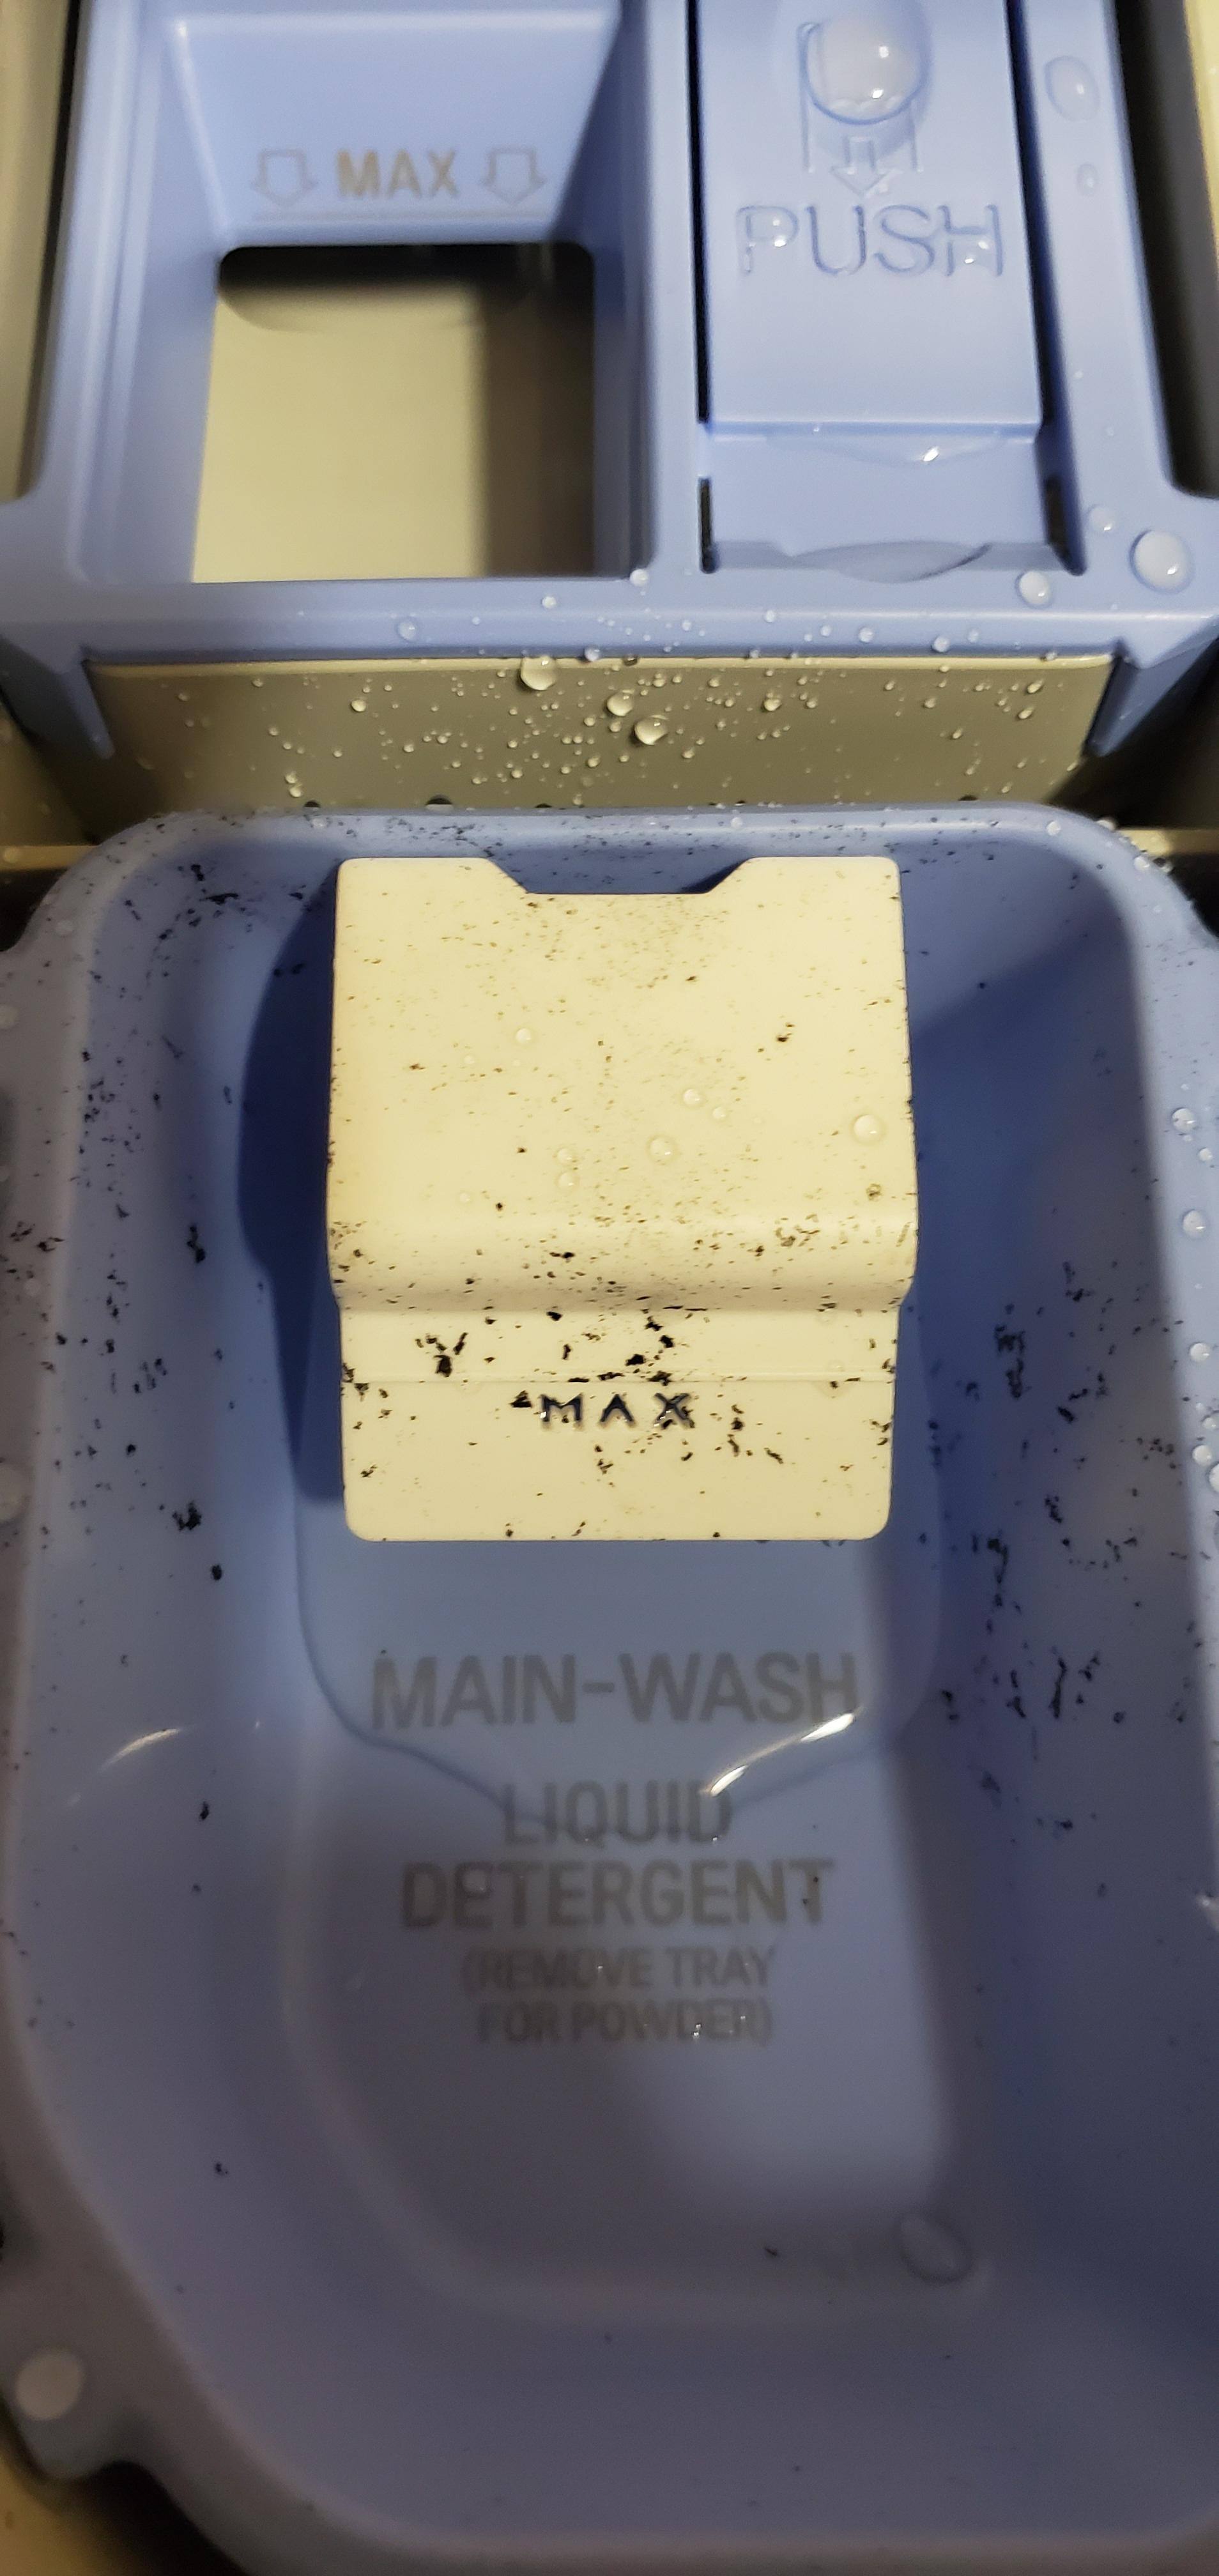 MAX
PUSH
MAX
MAIN-WASH
LIQUID
DETERGENT
(REMOVE TRAY
FOR POWDER)